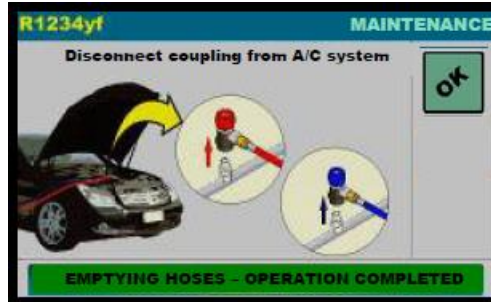 R1234yf
MAINTENANCE
Disconnect coupling from A/C system
OK
EMPTYING HOSES - OPERATION COMPLETED